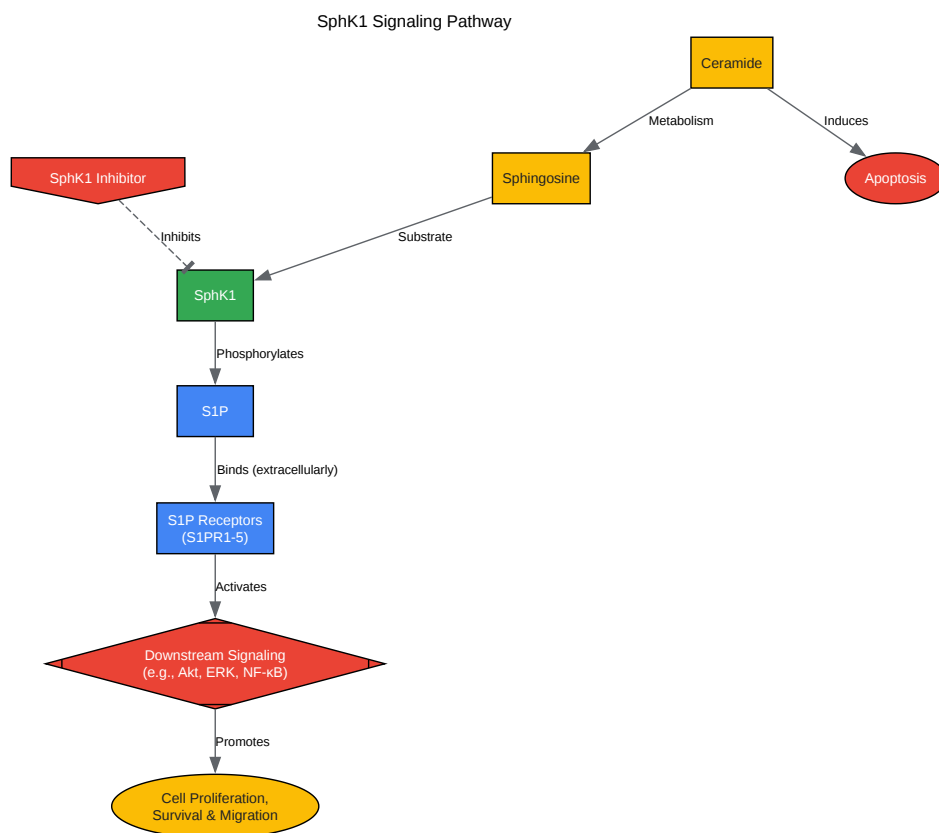 SphK1 Signaling Pathway
Ceramide
Metabolism
Induces
SphK1 Inhibitor
Sphingosine
Apoptosis
Inhibits
Substrate
SphK1
Phosphorylates
S1P
Binds (extracellularly)
S1P Receptors
(S1PR1-5)
Activates
Downstream Signaling
(e.g., Akt, ERK, NF-κB)
Promotes
Cell Proliferation,
Survival & Migration